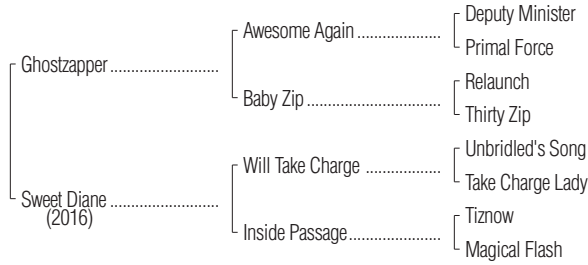 Deputy Minister
Awesome Again ....................
Primal Force
Ghostzapper ..........................
Relaunch
Baby Zip ................................
Thirty Zip
Unbridled's Song
Will Take Charge ..................
Take Charge Lady
Sweet Diane ..........................
(2016)
Tiznow
Inside Passage......................
Magical Flash